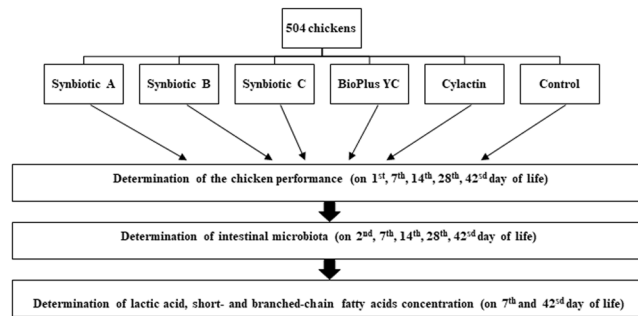 504 chickens
Synbiotic A
Synbiotic B
Synbiotic C
BioPlus YC
Cylactin
Control
Determination of the chicken performance (on 1st, 7th, 14th, 28th, 42sd day of life)
Determination of intestinal microbiota (on 2nd, 7th, 14th, 28th, 42sd day of life)
Determination of lactic acid, short- and branched-chain fatty acids concentration (on 7th and 42sd day of life)